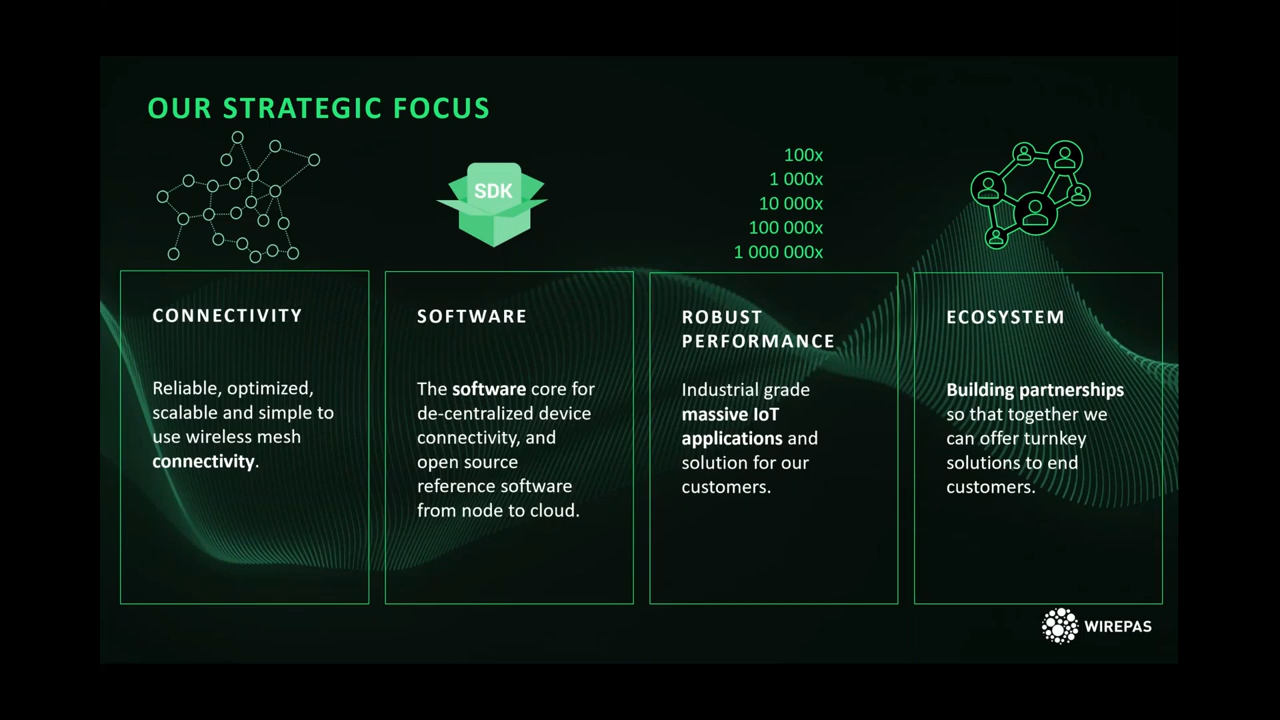 OUR STRATEGIC FOCUS
SDK
100x
1 000x
10 000x
100 000x
1 000 000x
CONNECTIVITY
Reliable, optimized,
scalable and simple to
use wireless mesh
connectivity.
SOFTWARE
The software core for
de-centralized device
connectivity, and
open source
reference software
from node to cloud.
ROBUST
PERFORMANCE
Industrial grade
massive IoT
applications and
solution for our
customers.
ECOSYSTEM
Building partnerships
so that together we
can offer turnkey
solutions to end
customers.
WIREPAS